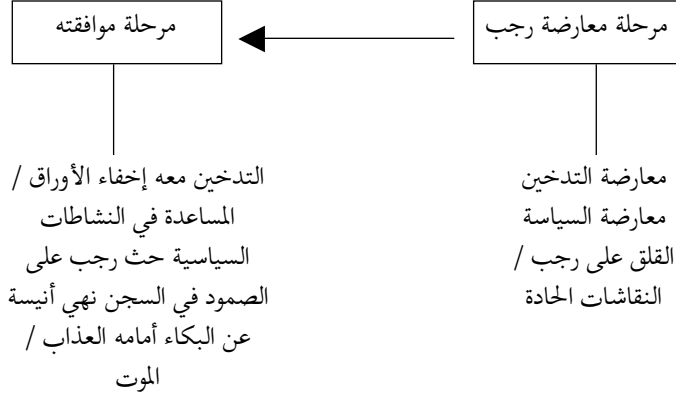 مرحلة معارضة رجب
مرحلة موافقته
معارضة التدخين
معارضة السياسة
القلق على رجب /
النقاشات الحادة
التدخين معه إخفاء الأوراق /
المساعدة في النشاطات
السياسية حث رجب على
الصمود في السجن نهي أنيسة
عن البكاء أمامه العذاب /
الموت